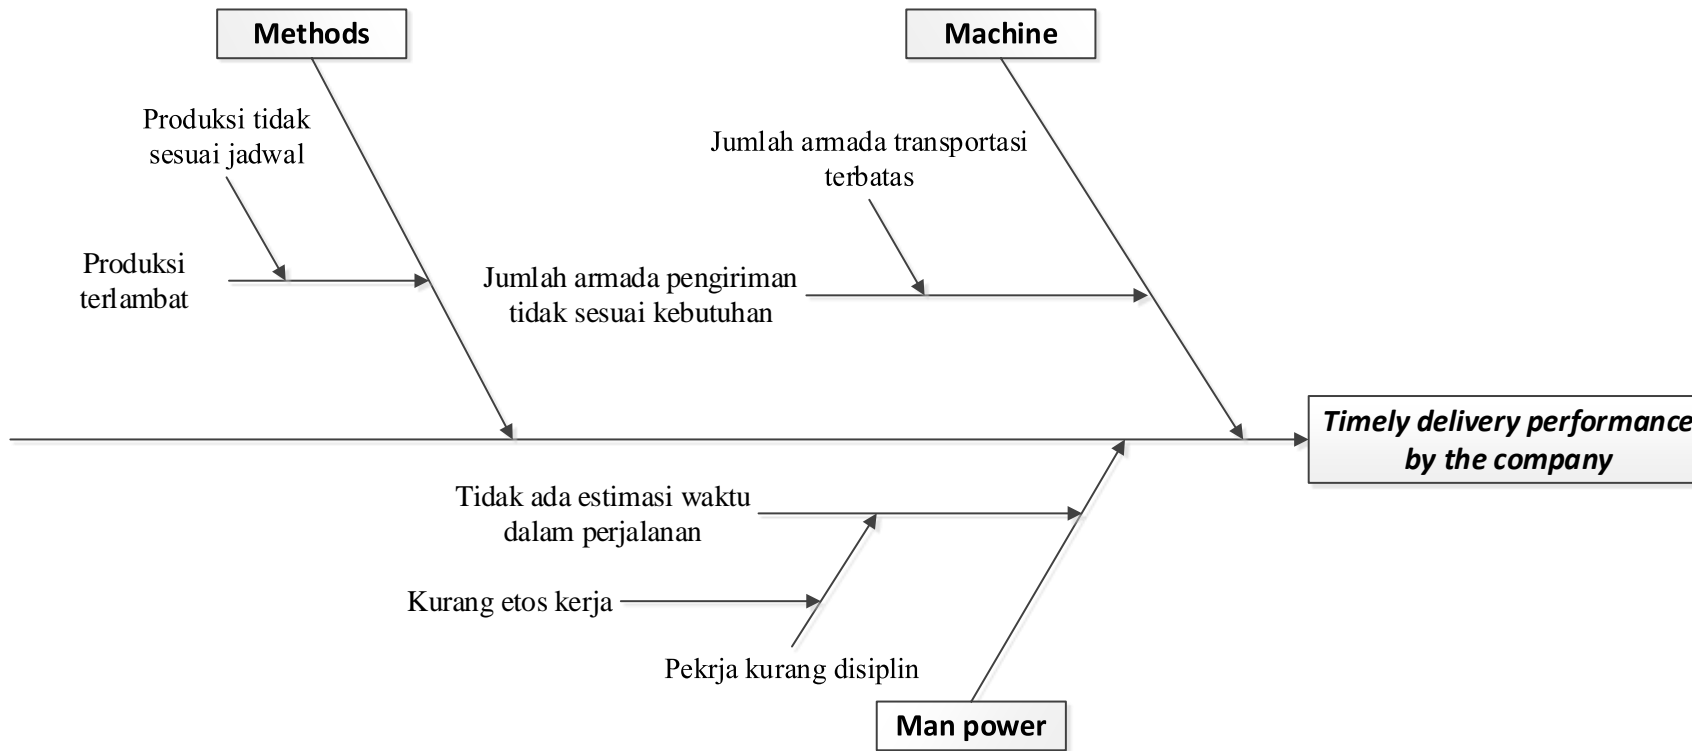 Methods
Machine
Produksi tidak
sesuai jadwal
Jumlah armada transportasi
terbatas
Produksi
terlambat
Jumlah armada pengiriman
tidak sesuai kebutuhan
Timely delivery performance
by the company
Tidak ada estimasi waktu
dalam perjalanan
Kurang etos kerja
Pekrja kurang disiplin
Man power